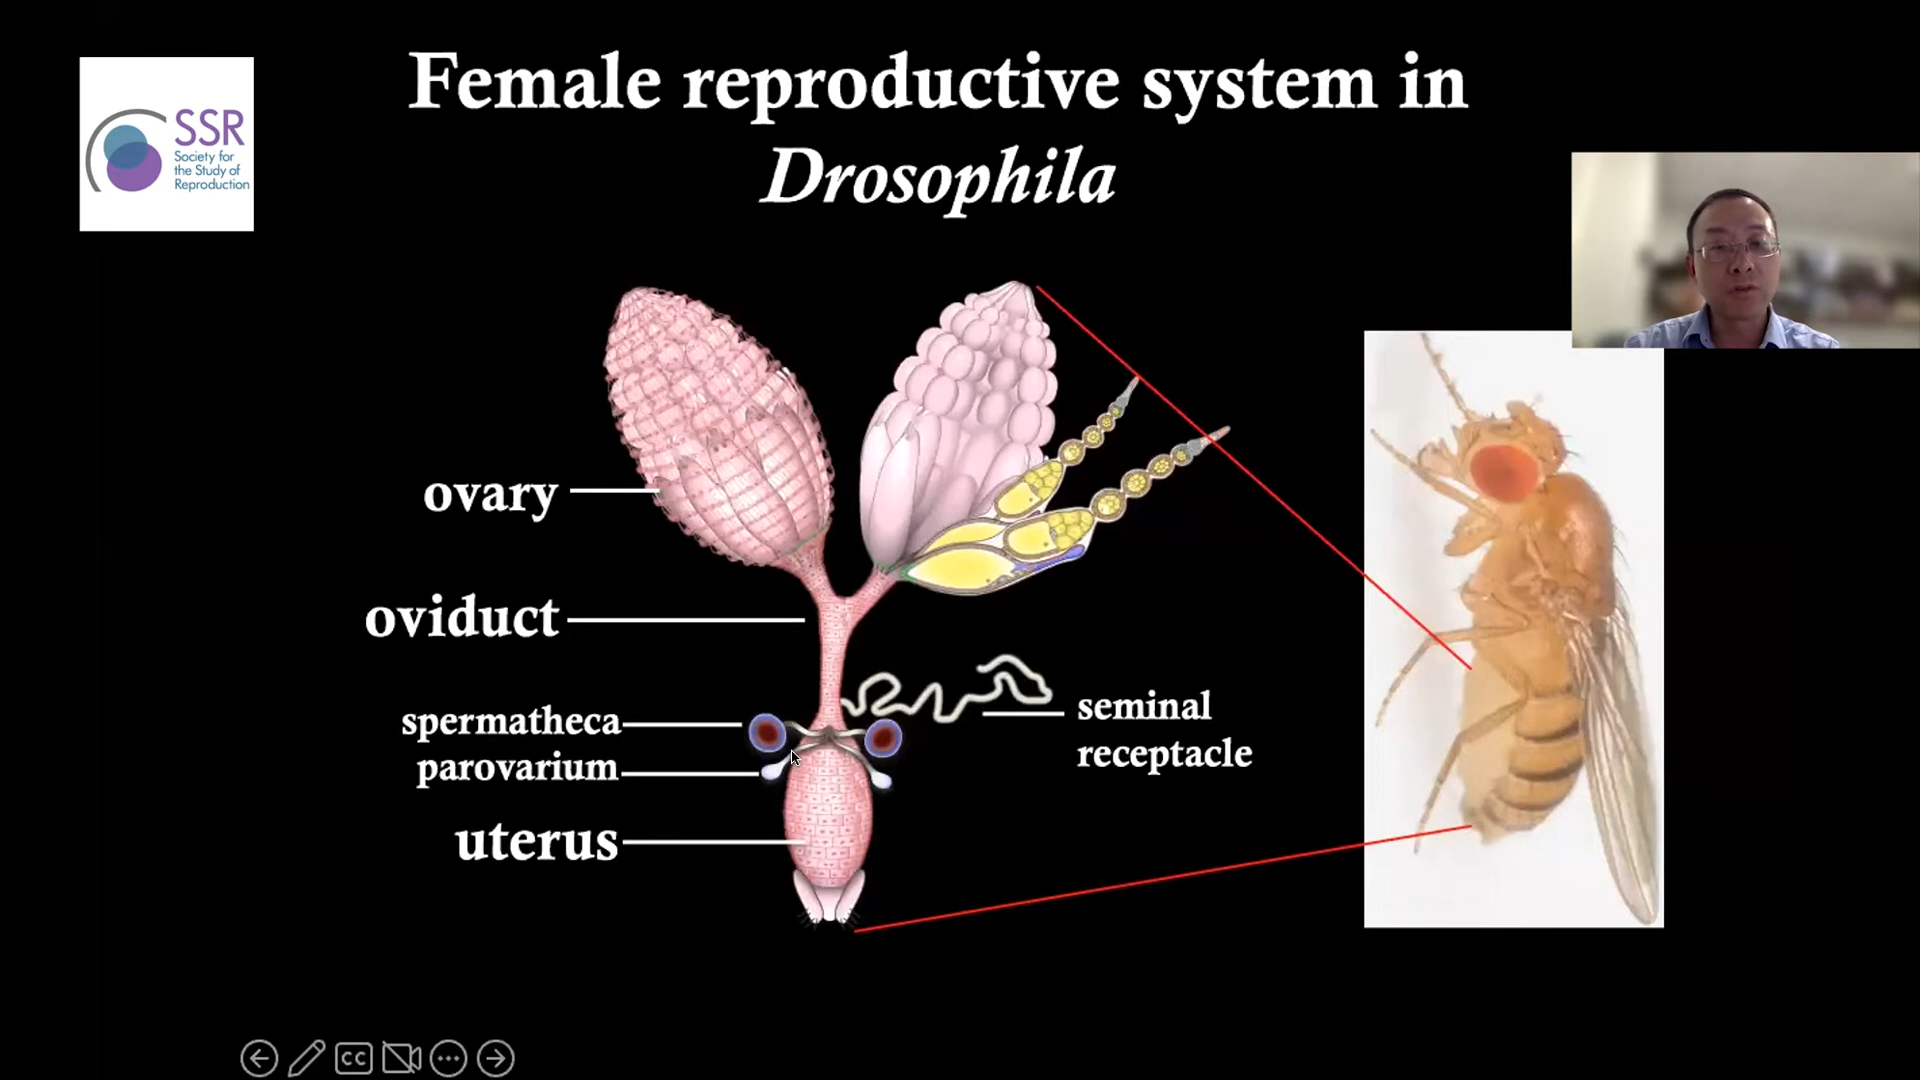 Female reproductive system in
Drosophila
SSR
Society for
the Study of
Reproduction
ovary
oviduct
spermatheca
parovarium
uterus
seminal
receptacle
CC